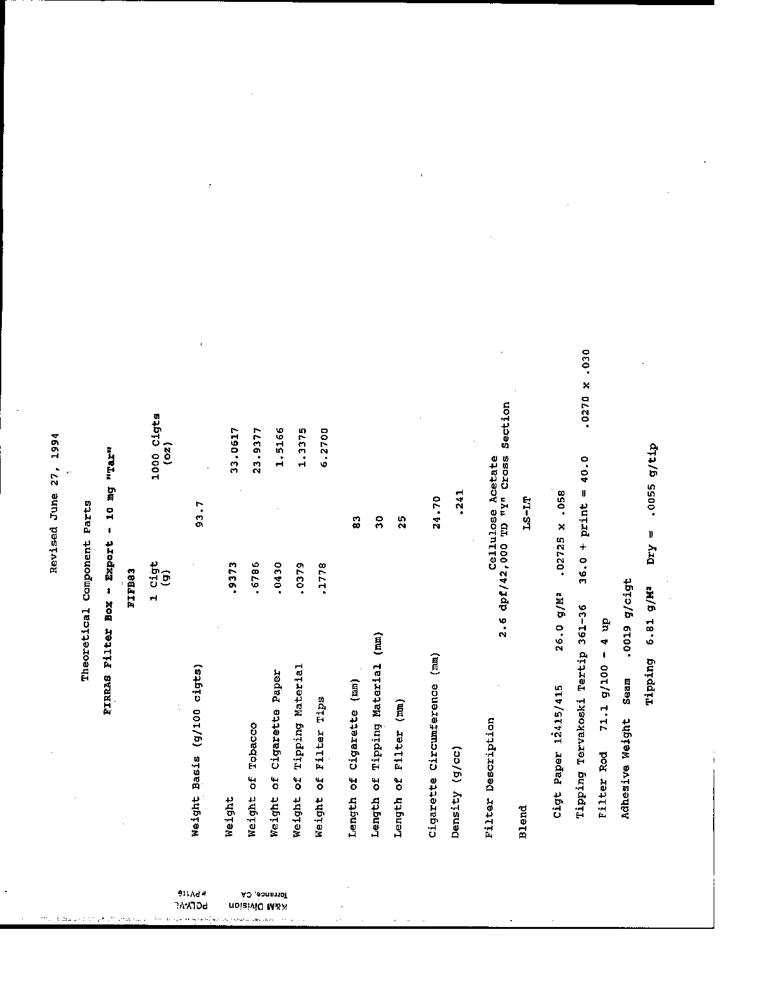 Revised June 27, 1994
Theoretical Component Parts
FIRRAS Filter Box - Export - 10 mg "Tar"
FIFB83
1 Cigt 1000 Cigts
(g) (oz)
Weight Basis (g/100 cigts) 93.7
Weight .9373 33.0617
Weight of Tobacco .6786 23.9377
Weight of Cigarette Paper .0430 1.5166
Weight of Tipping Material .0379 1.3375
Weight of Filter Tips .1778 6.2700
Length of Cigarette (mm) 83
Length of Tipping Material (mm) 30
Length of Filter (mm) 25
Cigarette Circumference (mm) 24.70
Density (g/cc) .241
Filter Description Cellulose Acetate
2.6 dpf/42,000 TD "Y" Cross Section
Blend LS-LT
Cigt Paper 12415/415 26.0 g/M² .02725 x .058
Tipping Tervakoski Tertip 361-36 36.0 + print = 40.0 .0270 x .030
Filter Rod 71.1 g/100 - 4 up
Adhesive Weight Seam .0019 g/cigt
Tipping 6.81 g/M² Dry = .0055 g/tip
K&M Division
Torrance, CA
POLY-VL
# PV116